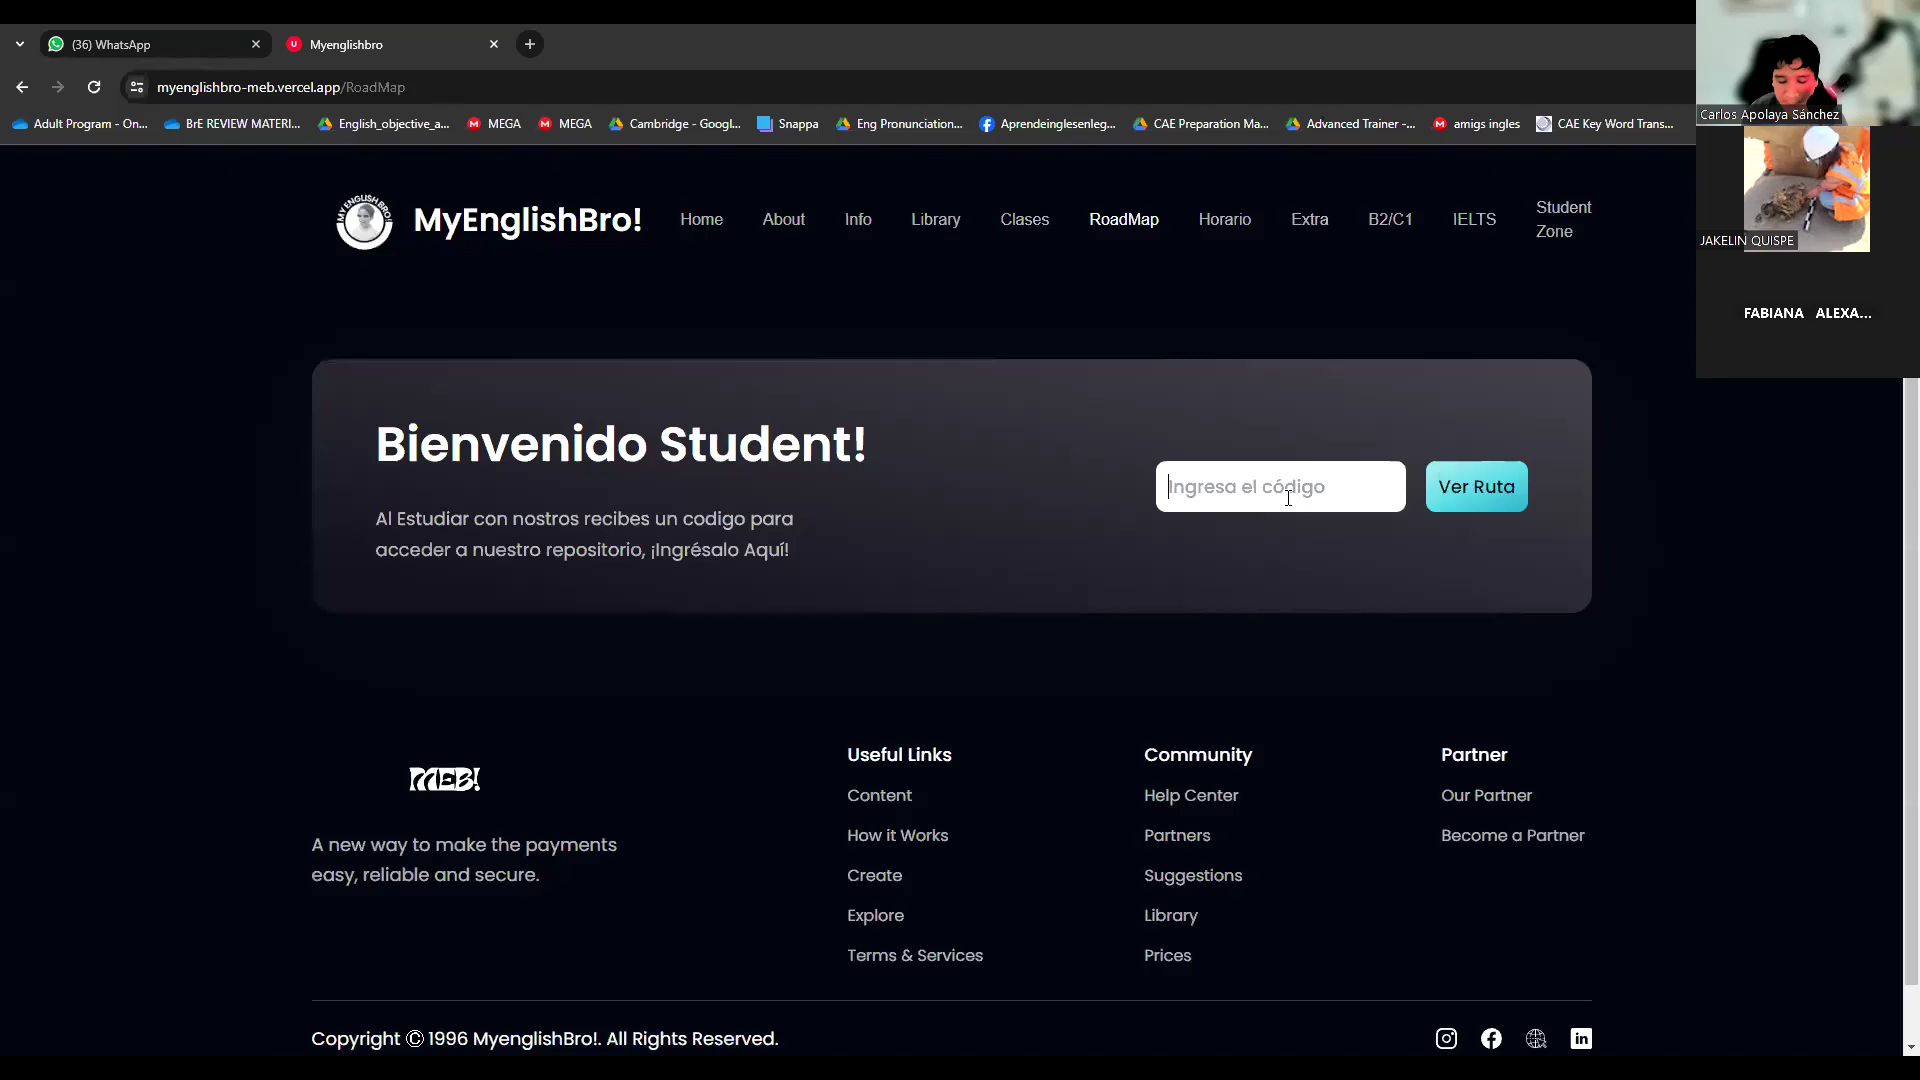 (36) WhatsApp
Myenglishbro
myenglishbro-meb.vercel.app/RoadMap
Adult Program - On...
BrE REVIEW MATERI...
English_objective_a...
MEGA
MEGA
Cambridge - Googl...
Snappa
Eng Pronunciation...
Aprendeinglesenleg...
CAE Preparation Ma...
Advanced Trainer -...
amigs ingles
CAE Key Word Trans...
Carlos Apolaya Sánchez
JAKELIN QUISPE
FABIANA ALEXA...
MY ENGLISH BRO!
MyEnglishBro!
Home
About
Info
Library
Clases
RoadMap
Horario
Extra
B2/C1
IELTS
Student
Zone
Bienvenido Student!
Al Estudiar con nostros recibes un codigo para
acceder a nuestro repositorio, ¡Ingrésalo Aquí!
Ingresa el código
Ver Ruta
MEB!
A new way to make the payments
easy, reliable and secure.
Useful Links
Content
How it Works
Create
Explore
Terms & Services
Community
Help Center
Partners
Suggestions
Library
Prices
Partner
Our Partner
Become a Partner
Copyright Ⓒ 1996 MyenglishBro!. All Rights Reserved.